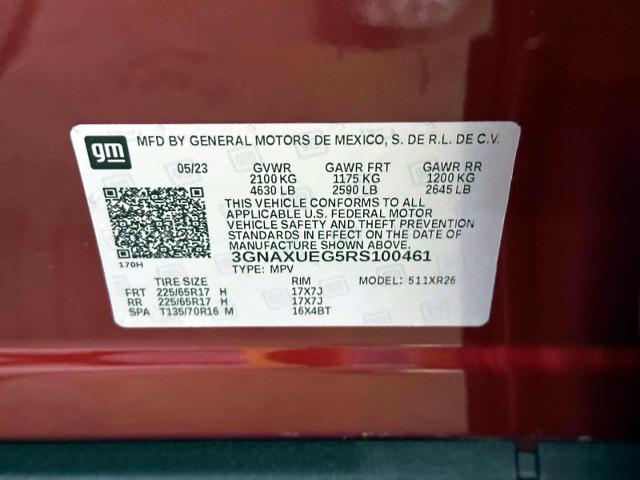 gm
MFD BY GENERAL MOTORS DE MEXICO, S. DE R.L. DE C.V.
05/23 GVWR GAWR FRT GAWR RR
2100 KG 1175 KG 1200 KG
4630 LB 2590 LB 2645 LB
THIS VEHICLE CONFORMS TO ALL
APPLICABLE U.S. FEDERAL MOTOR
VEHICLE SAFETY AND THEFT PREVENTION
STANDARDS IN EFFECT ON THE DATE OF
MANUFACTURE SHOWN ABOVE.
3GNAXUEG5RS100461
170H TYPE: MPV
TIRE SIZE RIM MODEL: 511XR26
FRT 225/65R17 H 17X7J
RR 225/65R17 H 17X7J
SPA T135/70R16 M 16X4BT